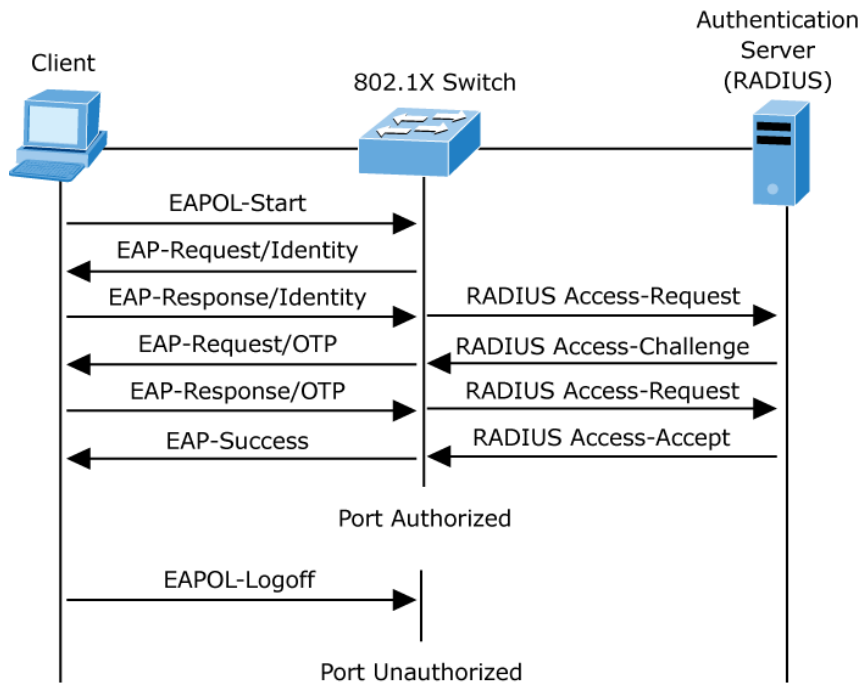 Authentication
Server
(RADIUS)
Client
802.1X Switch
EAPOL-Start
EAP-Request/Identity
EAP-Response/Identity
RADIUS Access-Request
EAP-Request/OTP
RADIUS Access-Challenge
EAP-Response/OTP
RADIUS Access-Request
EAP-Success
RADIUS Access-Accept
Port Authorized
EAPOL-Logoff
Port Unauthorized